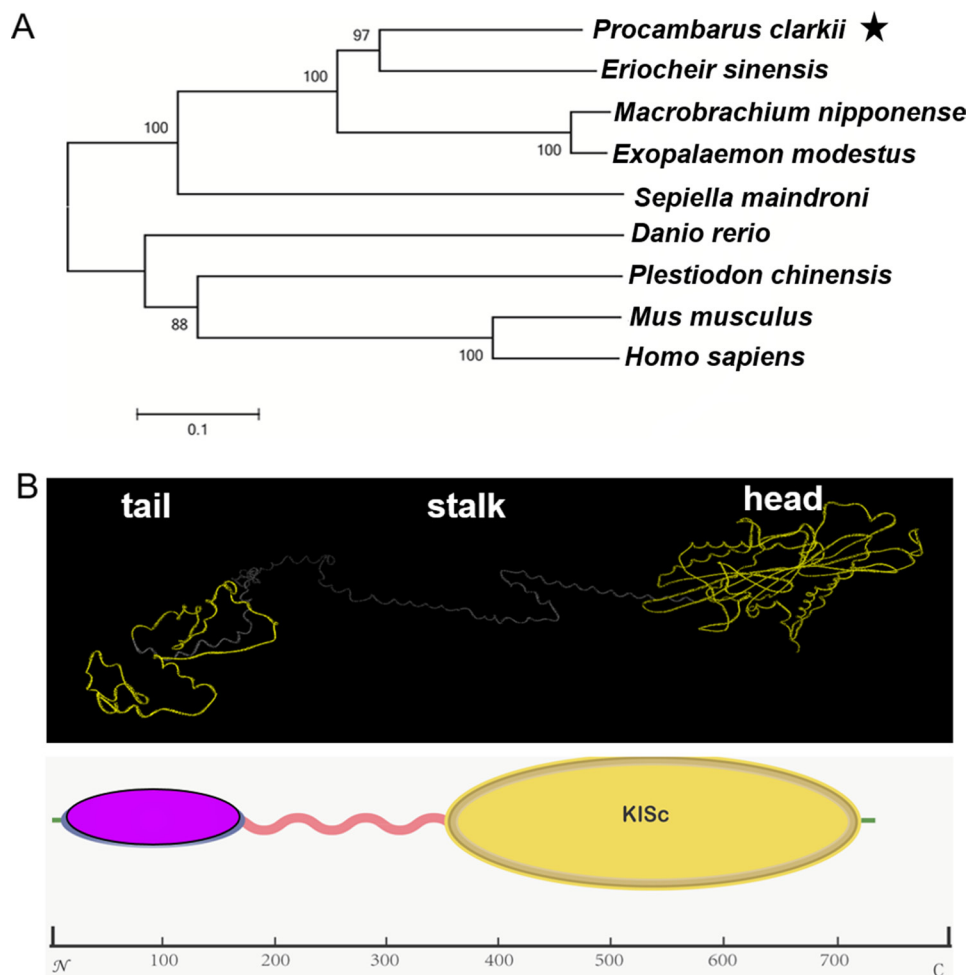 A
97
Procambarus clarkii ★
Eriocheir sinensis
100
Macrobrachium nipponense
100
100
Exopalaemon modestus
Sepiella maindroni
Danio rerio
Plestiodon chinensis
88
Mus musculus
100
Homo sapiens
0.1
B
tail stalk head
KISc
N 100 200 300 400 500 600 700 C